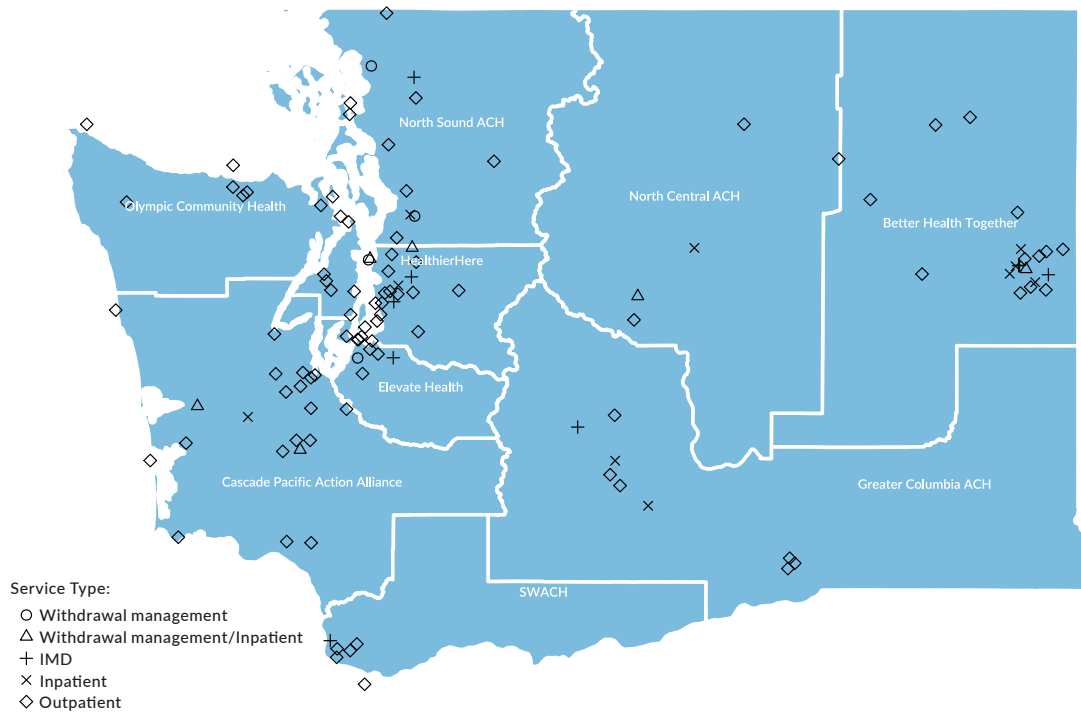 North Sound ACH
North Central ACH
Olympic Community Health
Better Health Together
HealthierHere
Elevate Health
Cascade Pacific Action Alliance
Greater Columbia ACH
SWACH
Service Type:
Withdrawal management
Withdrawal management/Inpatient
IMD
Inpatient
Outpatient